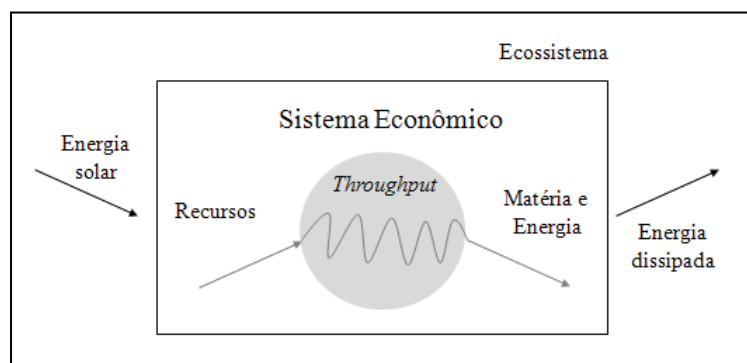 Ecossistema
Sistema Econômico
Energia
solar
Throughput
Recursos
Matéria e
Energia
Energia
dissipada